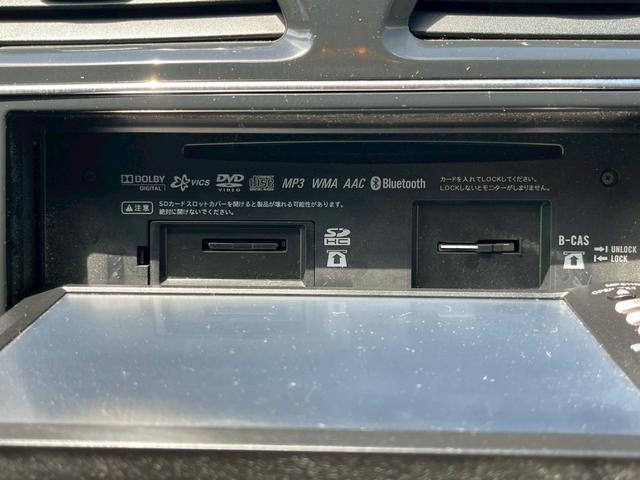 DOLBY
DIGITAL
VICS
DVD
VIDEO
MP3 WMA AAC Bluetooth
カードを入れてLOCKしてください。
LOCKしないとモニターがしまりません。
注意
SDカードスロットカバーを開けると製品が壊れる可能性があります。
絶対に開けないでください。
SD
HC
B-CAS
UNLOCK
LOCK